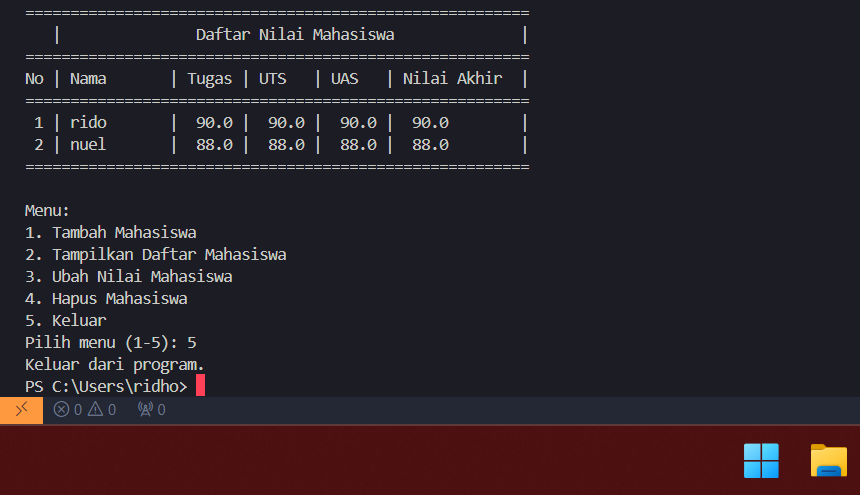 ========================================================
   |               Daftar Nilai Mahasiswa              |
========================================================
No | Nama       | Tugas | UTS   | UAS   | Nilai Akhir  |
========================================================
 1 | rido       |  90.0 |  90.0 |  90.0 |  90.0        |
 2 | nuel       |  88.0 |  88.0 |  88.0 |  88.0        |
========================================================
Menu:
1. Tambah Mahasiswa
2. Tampilkan Daftar Mahasiswa
3. Ubah Nilai Mahasiswa
4. Hapus Mahasiswa
5. Keluar
Pilih menu (1-5): 5
Keluar dari program.
PS C:\Users\ridho>
0 0 0